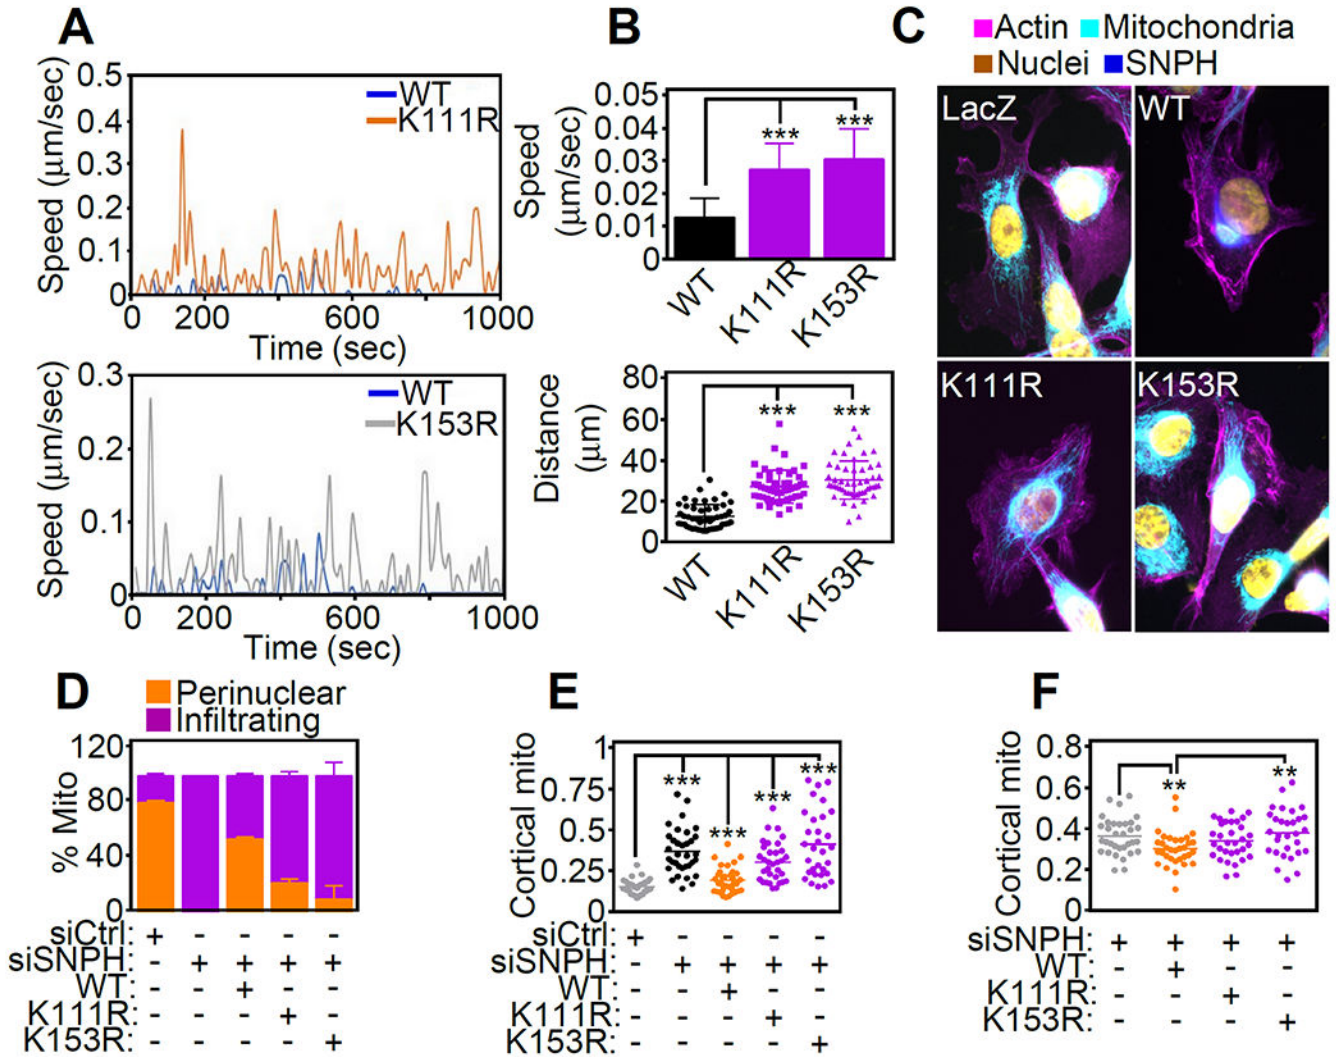 A
Speed (µm/sec)
0.5
0.4
0.3
0.2
0.1
0
WT
K111R
0 200 600 1000
Time (sec)
Speed (µm/sec)
0.3
0.2
0.1
0
WT
K153R
0 200 600 1000
Time (sec)
B
Speed
(µm/sec)
0.05
0.04
0.03
0.02
0.01
0
*** ***
WT K111R K153R
Distance
(µm)
80
60
40
20
0
*** ***
WT K111R K153R
C
Actin Mitochondria
Nuclei SNPH
LacZ WT
K111R K153R
D
Perinuclear
Infiltrating
% Mito
120
80
40
0
siCtrl: + - - - -
siSNPH: - + + + +
WT: - - + - -
K111R: - - - + -
K153R: - - - - +
E
Cortical mito
1
0.75
0.5
0.25
0
*** *** *** ***
siCtrl: + - - - -
siSNPH: - + + + +
WT: - - + - -
K111R: - - - + -
K153R: - - - - +
F
Cortical mito
0.8
0.6
0.4
0.2
0
** **
siSNPH: + + + +
WT: - + - -
K111R: - - + -
K153R: - - - +